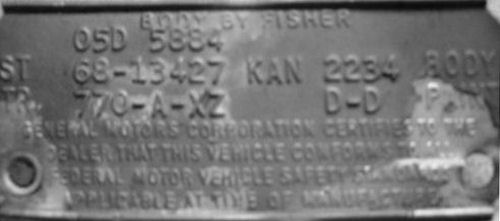 BODY BY FISHER
05D 5884
ST 68-13427 KAN 2234 BODY
TR. 770-A-XZ D-D PAINT
GENERAL MOTORS CORPORATION CERTIFIES TO THE
DEALER THAT THIS VEHICLE CONFORMS TO ALL
FEDERAL MOTOR VEHICLE SAFETY STANDARDS
APPLICABLE AT TIME OF MANUFACTURE